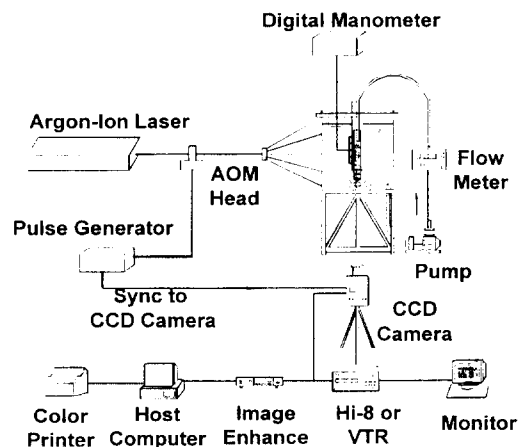 Digital Manometer
Argon-Ion Laser
AOM
Head
Flow
Meter
Pulse Generator
Pump
Sync to
CCD Camera
CCD
Camera
Color
Printer
Host
Computer
Image
Enhance
Hi-8 or
VTR
Monitor